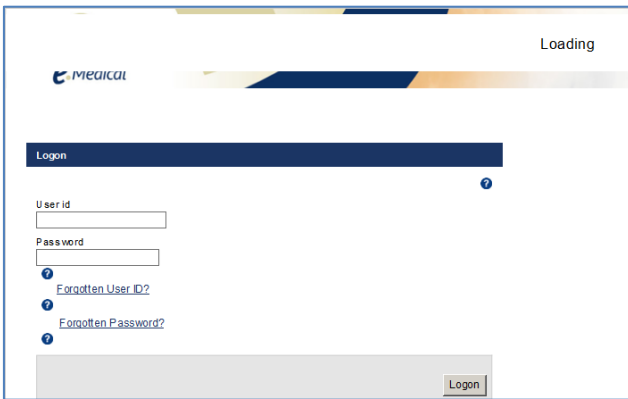 Loading
e Medical
Logon
?
User id
Password
?
Forgotten User ID?
?
Forgotten Password?
?
Logon